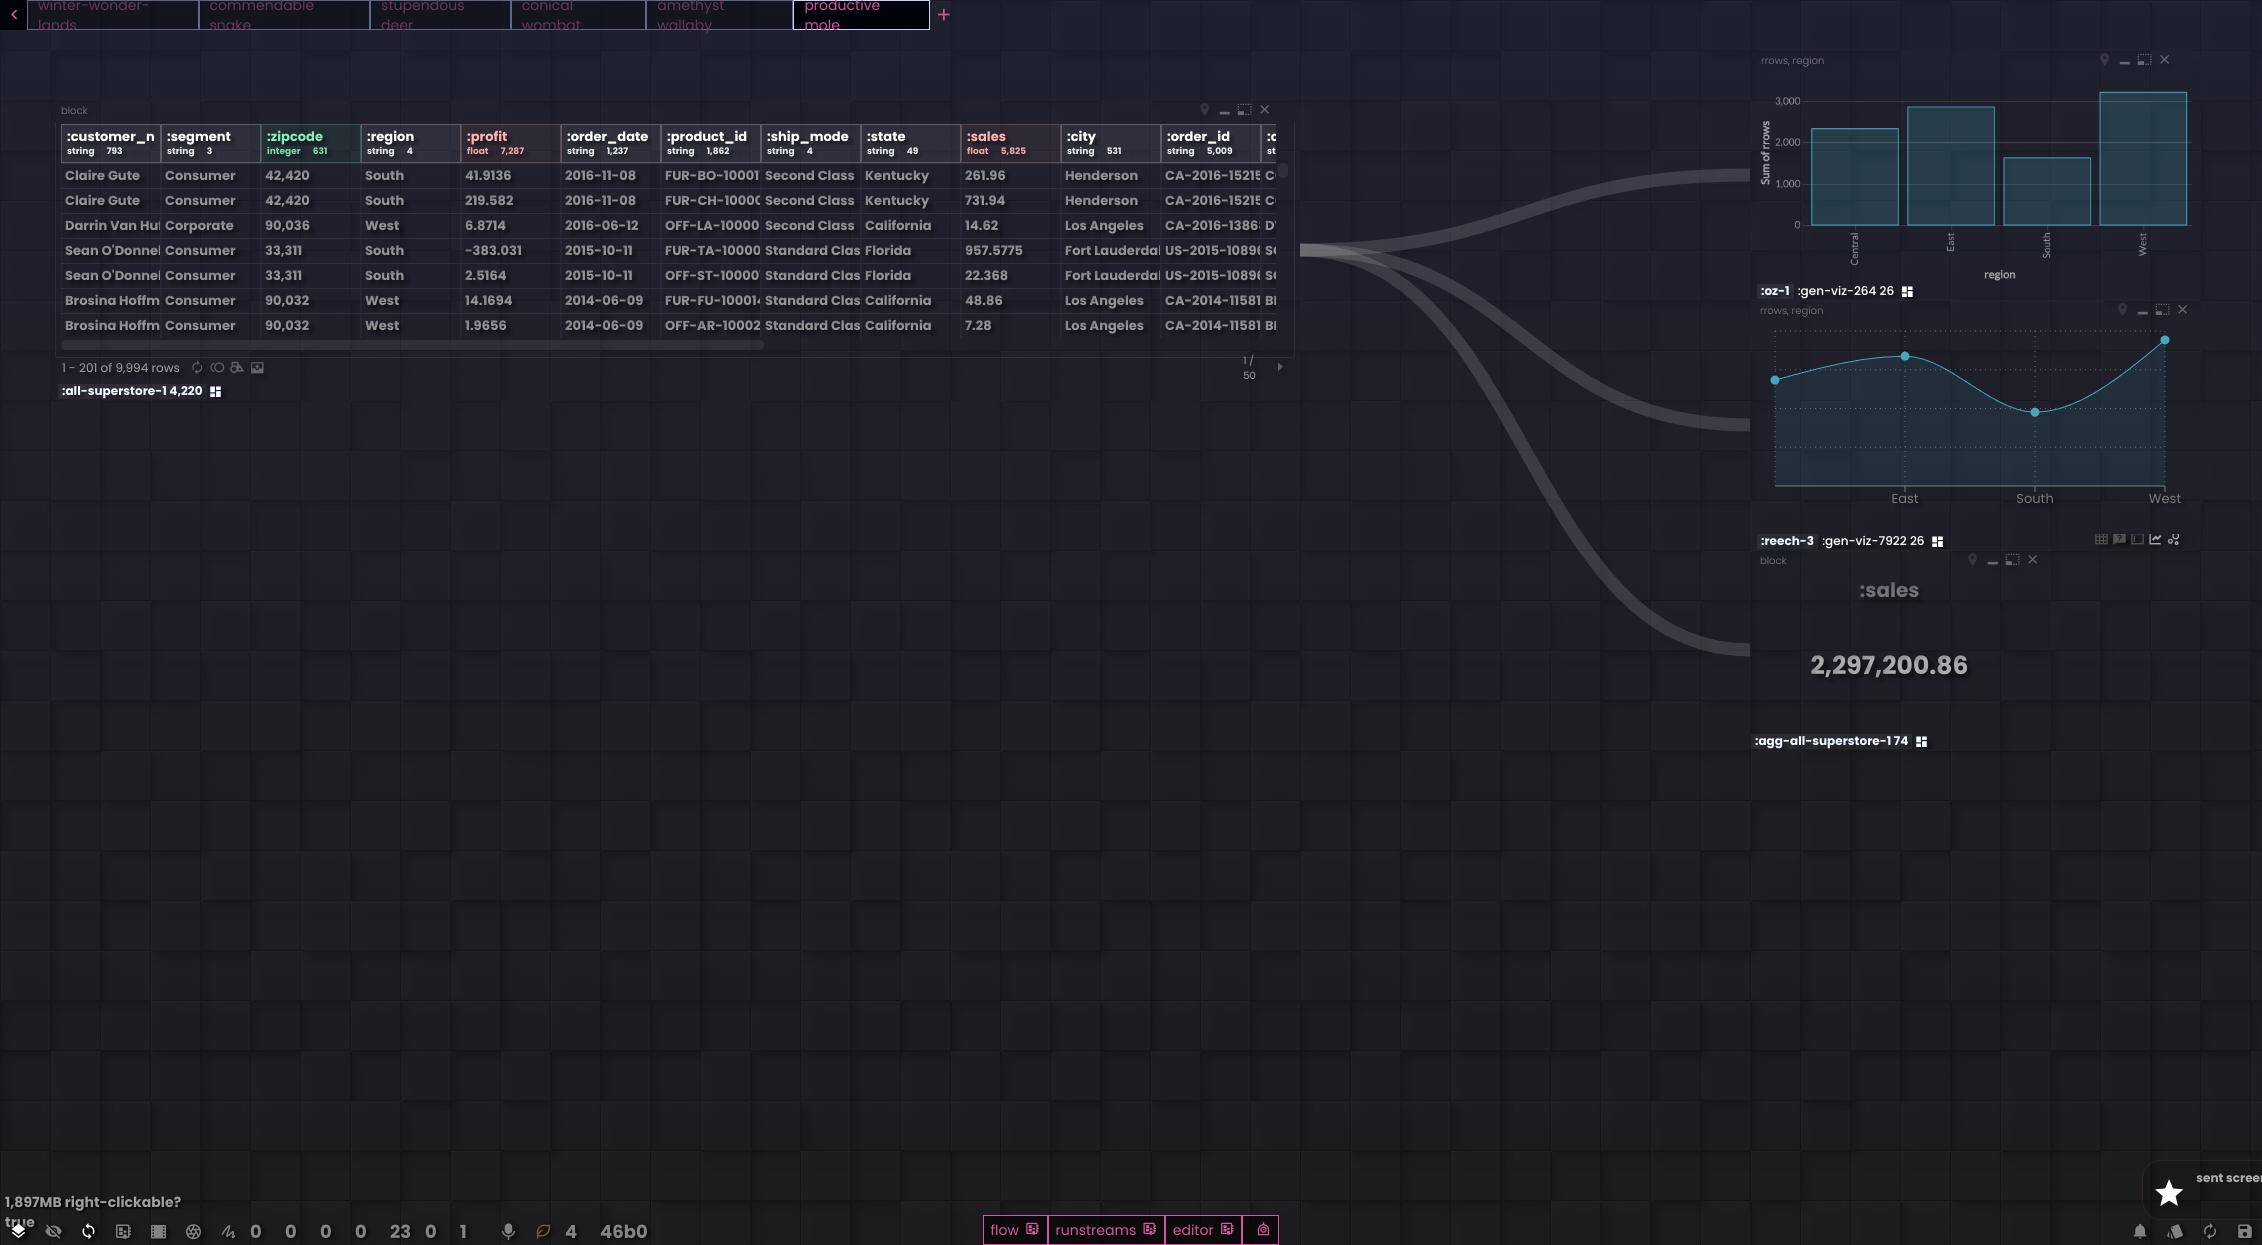 winter-wonder-lands
commendable snake
stupendous deer
conical wombat
amethyst wallaby
productive mole
block
:customer_n :segment :zipcode :region :profit :order_date :product_id :ship_mode :state :sales :city :order_id :c
string 793 string 3 integer 631 string 4 float 7,287 string 1,237 string 1,862 string 4 string 49 float 5,825 string 531 string 5,009 st
Claire Gute Consumer 42,420 South 41.9136 2016-11-08 FUR-BO-10001 Second Class Kentucky 261.96 Henderson CA-2016-15215 C
Claire Gute Consumer 42,420 South 219.582 2016-11-08 FUR-CH-10000 Second Class Kentucky 731.94 Henderson CA-2016-15215 C
Darrin Van Huf Corporate 90,036 West 6.8714 2016-06-12 OFF-LA-10000 Second Class California 14.62 Los Angeles CA-2016-1386 D
Sean O'Donnel Consumer 33,311 South -383.031 2015-10-11 FUR-TA-10000 Standard Clas Florida 957.5775 Fort Lauderdal US-2015-10896 S
Sean O'Donnel Consumer 33,311 South 2.5164 2015-10-11 OFF-ST-10000 Standard Clas Florida 22.368 Fort Lauderdal US-2015-10896 S
Brosina Hoffm Consumer 90,032 West 14.1694 2014-06-09 FUR-FU-10001 Standard Clas California 48.86 Los Angeles CA-2014-11581 B
Brosina Hoffm Consumer 90,032 West 1.9656 2014-06-09 OFF-AR-10002 Standard Clas California 7.28 Los Angeles CA-2014-11581 B
1 - 201 of 9,994 rows
1 /
50
:all-superstore-1 4,220
rrows, region
Sum of rrows
3,000
2,000
1,000
0
Central East South West
region
:oz-1 :gen-viz-264 26
rrows, region
East South West
:reech-3 :gen-viz-7922 26
block
:sales
2,297,200.86
:agg-all-superstore-1 74
sent scree
1,897MB right-clickable?
true
0 0 0 0 23 0 1 4 46b0
flow runstreams editor